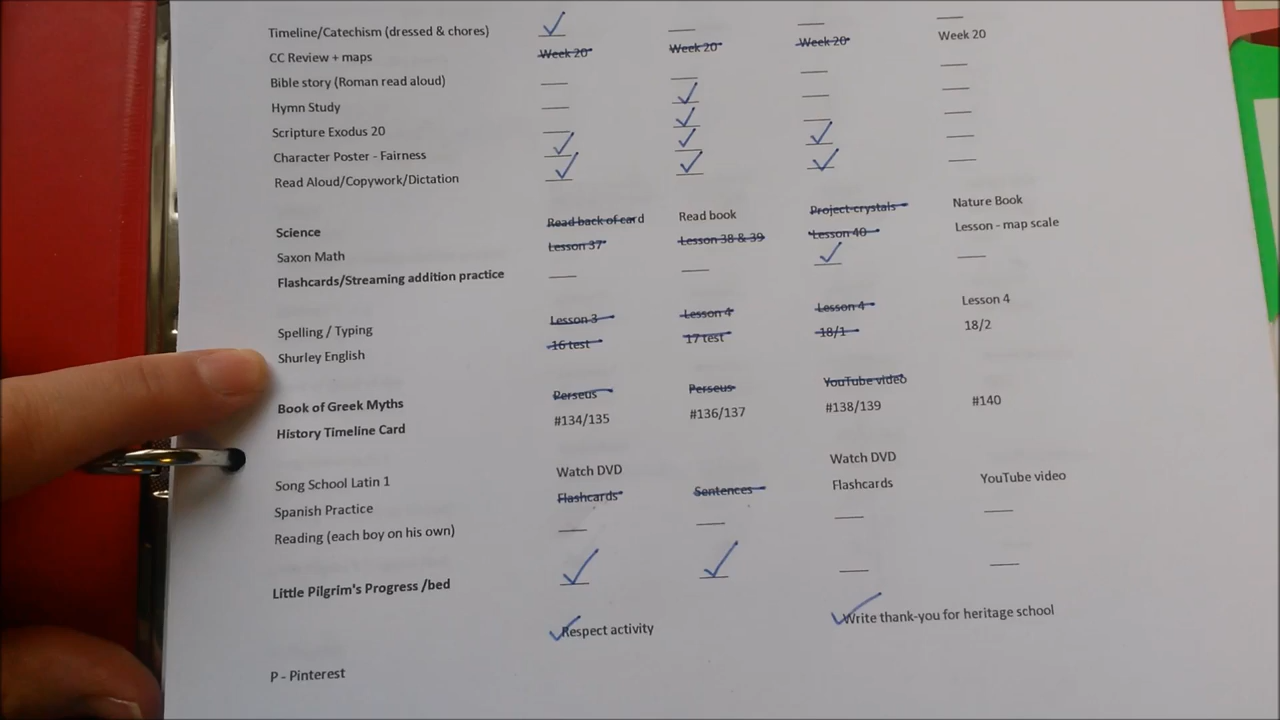 Timeline/Catechism (dressed & chores)
CC Review + maps Week 20 Week 20 Week 20 Week 20
Bible story (Roman read aloud)
Hymn Study
Scripture Exodus 20
Character Poster - Fairness
Read Aloud/Copywork/Dictation
Science Read back of card Read book Project-crystals Nature Book
Saxon Math Lesson 37 Lesson 38 & 39 Lesson 40 Lesson - map scale
Flashcards/Streaming addition practice
Spelling / Typing Lesson 3 Lesson 4 Lesson 4 Lesson 4
Shurley English 16 test 17 test 18/1 18/2
Book of Greek Myths Perseus Perseus YouTube video
History Timeline Card #134/135 #136/137 #138/139 #140
Song School Latin 1 Watch DVD Watch DVD
Spanish Practice Flashcards Sentences Flashcards YouTube video
Reading (each boy on his own)
Little Pilgrim's Progress /bed
Respect activity Write thank-you for heritage school
P - Pinterest